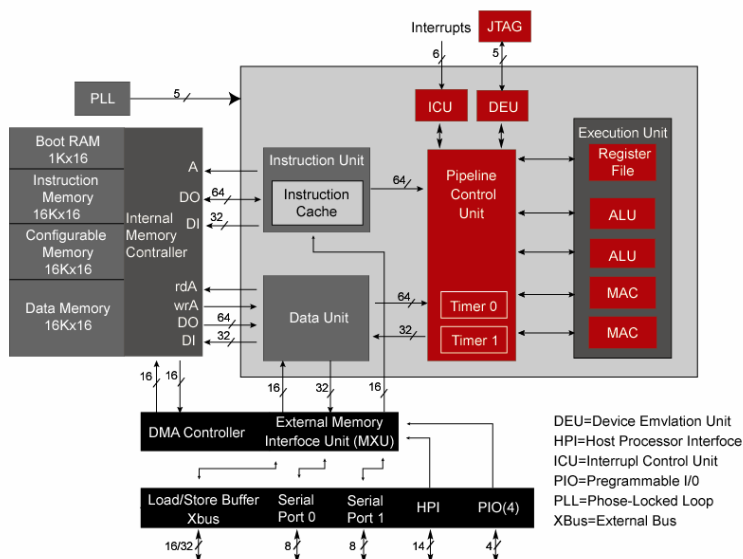 Interrupts
JTAG
6
5
PLL
5
ICU
DEU
Boot RAM
1Kx16
Instruction
Memory
16Kx16
Configurable
Memory
16Kx16
Data Memory
16Kx16
Internal
Memory
Controller
A
DO
64
DI
32
rdA
wrA
DO
64
DI
32
Instruction Unit
Instruction
Cache
64
Data Unit
64
32
Pipeline
Control
Unit
Timer 0
Timer 1
Execution Unit
Register
File
ALU
ALU
MAC
MAC
16
16
16
32
16
DMA Controller
External Memory
Interfoce Unit (MXU)
Load/Store Buffer
Xbus
Serial
Port 0
Serial
Port 1
HPI
PIO(4)
16/32
8
8
14
4
DEU=Device Emvlation Unit
HPI=Host Processor Interfoce
ICU=Interrupl Control Unit
PIO=Pregrammable I/0
PLL=Phose-Locked Loop
XBus=External Bus